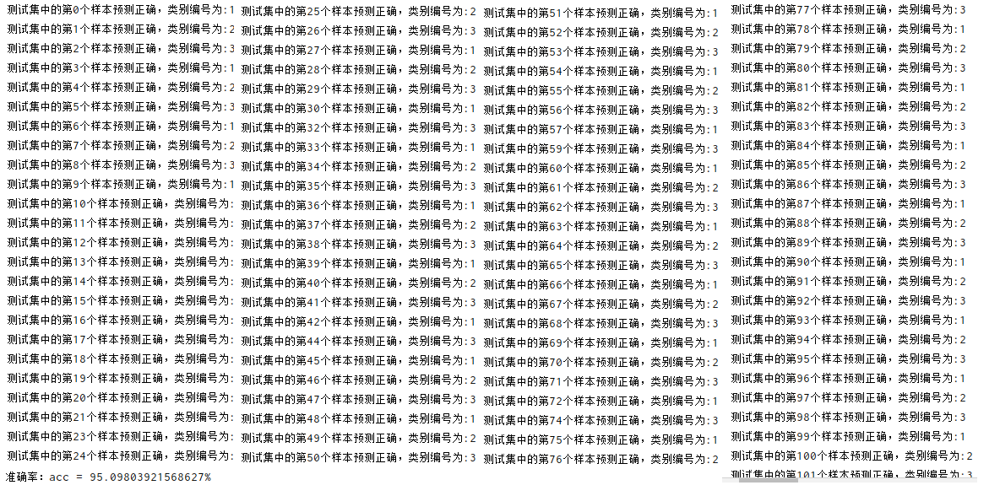 测试集中的第0个样本预测正确，类别编号为:1
测试集中的第1个样本预测正确，类别编号为:2
测试集中的第2个样本预测正确，类别编号为:3
测试集中的第3个样本预测正确，类别编号为:1
测试集中的第4个样本预测正确，类别编号为:2
测试集中的第5个样本预测正确，类别编号为:3
测试集中的第6个样本预测正确，类别编号为:1
测试集中的第7个样本预测正确，类别编号为:2
测试集中的第8个样本预测正确，类别编号为:3
测试集中的第9个样本预测正确，类别编号为:1
测试集中的第10个样本预测正确，类别编号为:
测试集中的第11个样本预测正确，类别编号为:
测试集中的第12个样本预测正确，类别编号为:
测试集中的第13个样本预测正确，类别编号为:
测试集中的第14个样本预测正确，类别编号为:
测试集中的第15个样本预测正确，类别编号为:
测试集中的第16个样本预测正确，类别编号为:
测试集中的第17个样本预测正确，类别编号为:
测试集中的第18个样本预测正确，类别编号为:
测试集中的第19个样本预测正确，类别编号为:
测试集中的第20个样本预测正确，类别编号为:
测试集中的第21个样本预测正确，类别编号为:
测试集中的第23个样本预测正确，类别编号为:
测试集中的第24个样本预测正确，类别编号为:
准确率：acc = 95.09803921568627%
测试集中的第25个样本预测正确，类别编号为:2
测试集中的第26个样本预测正确，类别编号为:3
测试集中的第27个样本预测正确，类别编号为:1
测试集中的第28个样本预测正确，类别编号为:2
测试集中的第29个样本预测正确，类别编号为:3
测试集中的第30个样本预测正确，类别编号为:1
测试集中的第32个样本预测正确，类别编号为:3
测试集中的第33个样本预测正确，类别编号为:1
测试集中的第34个样本预测正确，类别编号为:2
测试集中的第35个样本预测正确，类别编号为:3
测试集中的第36个样本预测正确，类别编号为:1
测试集中的第37个样本预测正确，类别编号为:2
测试集中的第38个样本预测正确，类别编号为:3
测试集中的第39个样本预测正确，类别编号为:1
测试集中的第40个样本预测正确，类别编号为:2
测试集中的第41个样本预测正确，类别编号为:3
测试集中的第42个样本预测正确，类别编号为:1
测试集中的第44个样本预测正确，类别编号为:3
测试集中的第45个样本预测正确，类别编号为:1
测试集中的第46个样本预测正确，类别编号为:2
测试集中的第47个样本预测正确，类别编号为:3
测试集中的第48个样本预测正确，类别编号为:1
测试集中的第49个样本预测正确，类别编号为:2
测试集中的第50个样本预测正确，类别编号为:3
测试集中的第51个样本预测正确，类别编号为:1
测试集中的第52个样本预测正确，类别编号为:2
测试集中的第53个样本预测正确，类别编号为:3
测试集中的第54个样本预测正确，类别编号为:1
测试集中的第55个样本预测正确，类别编号为:2
测试集中的第56个样本预测正确，类别编号为:3
测试集中的第57个样本预测正确，类别编号为:1
测试集中的第59个样本预测正确，类别编号为:3
测试集中的第60个样本预测正确，类别编号为:1
测试集中的第61个样本预测正确，类别编号为:2
测试集中的第62个样本预测正确，类别编号为:3
测试集中的第63个样本预测正确，类别编号为:1
测试集中的第64个样本预测正确，类别编号为:2
测试集中的第65个样本预测正确，类别编号为:3
测试集中的第66个样本预测正确，类别编号为:1
测试集中的第67个样本预测正确，类别编号为:2
测试集中的第68个样本预测正确，类别编号为:3
测试集中的第69个样本预测正确，类别编号为:1
测试集中的第70个样本预测正确，类别编号为:2
测试集中的第71个样本预测正确，类别编号为:3
测试集中的第72个样本预测正确，类别编号为:1
测试集中的第74个样本预测正确，类别编号为:3
测试集中的第75个样本预测正确，类别编号为:1
测试集中的第76个样本预测正确，类别编号为:2
测试集中的第77个样本预测正确，类别编号为:3
测试集中的第78个样本预测正确，类别编号为:1
测试集中的第79个样本预测正确，类别编号为:2
测试集中的第80个样本预测正确，类别编号为:3
测试集中的第81个样本预测正确，类别编号为:1
测试集中的第82个样本预测正确，类别编号为:2
测试集中的第83个样本预测正确，类别编号为:3
测试集中的第84个样本预测正确，类别编号为:1
测试集中的第85个样本预测正确，类别编号为:2
测试集中的第86个样本预测正确，类别编号为:3
测试集中的第87个样本预测正确，类别编号为:1
测试集中的第88个样本预测正确，类别编号为:2
测试集中的第89个样本预测正确，类别编号为:3
测试集中的第90个样本预测正确，类别编号为:1
测试集中的第91个样本预测正确，类别编号为:2
测试集中的第92个样本预测正确，类别编号为:3
测试集中的第93个样本预测正确，类别编号为:1
测试集中的第94个样本预测正确，类别编号为:2
测试集中的第95个样本预测正确，类别编号为:3
测试集中的第96个样本预测正确，类别编号为:1
测试集中的第97个样本预测正确，类别编号为:2
测试集中的第98个样本预测正确，类别编号为:3
测试集中的第99个样本预测正确，类别编号为:1
测试集中的第100个样本预测正确，类别编号为:2
测试集中的第101个样本预测正确，类别编号为:3